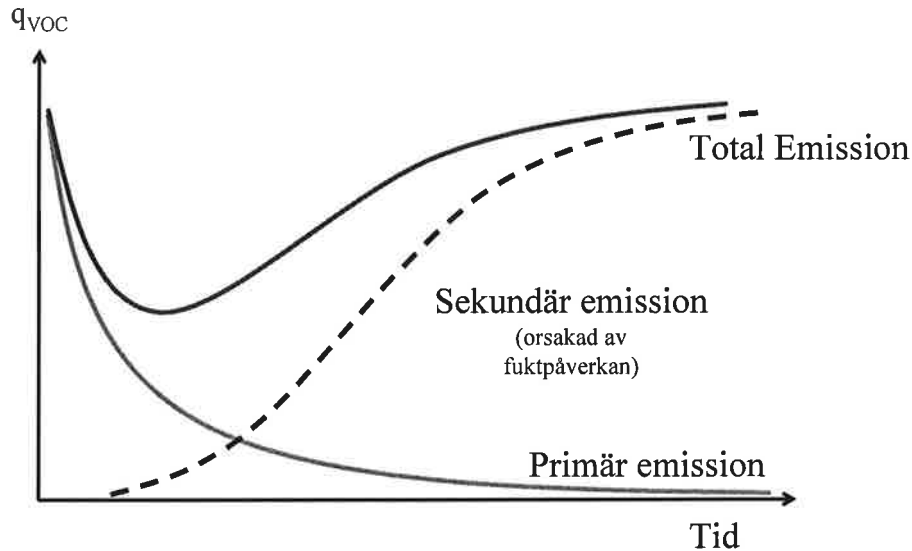 qVOC
Total Emission
Sekundär emission
(orsakad av
fuktpåverkan)
Primär emission
Tid